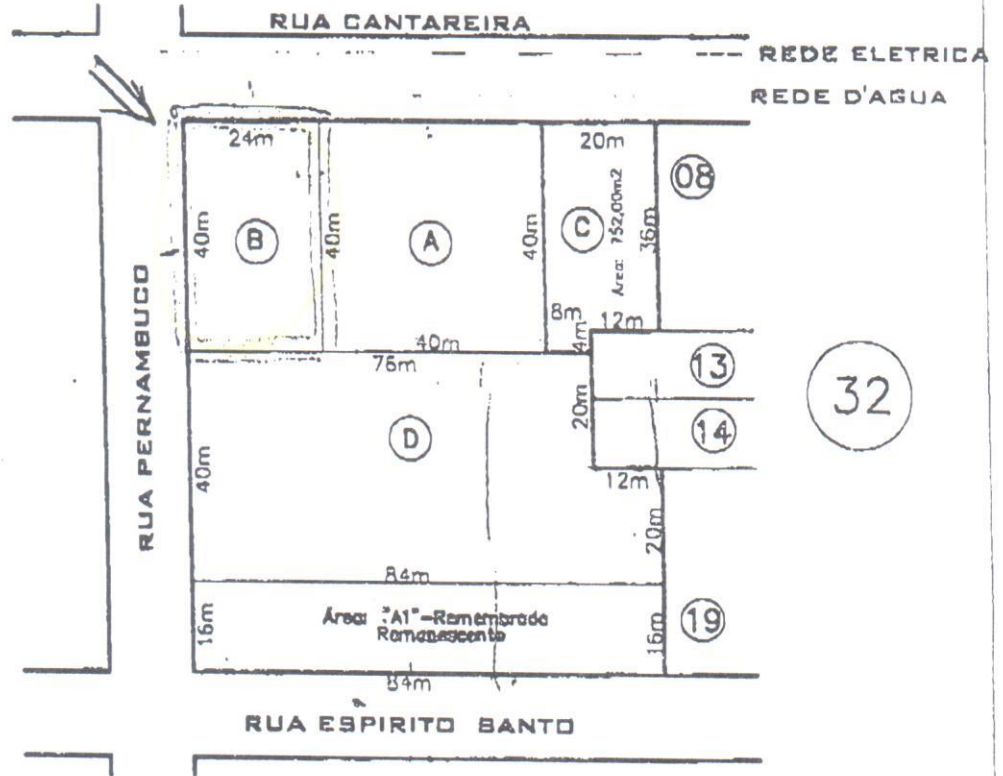 RUA CANTAREIRA
REDE ELETRICA
REDE D'AGUA
24m
20m
08
40m
B
40m
A
40m
C
Área: 752,00m2
36m
8m
12m
4m
40m
76m
13
32
20m
14
D
12m
RUA PERNAMBUCO
40m
20m
84m
Área: "A1"-Remembrado
Remanescente
16m
16m
19
84m
RUA ESPIRITO SANTO